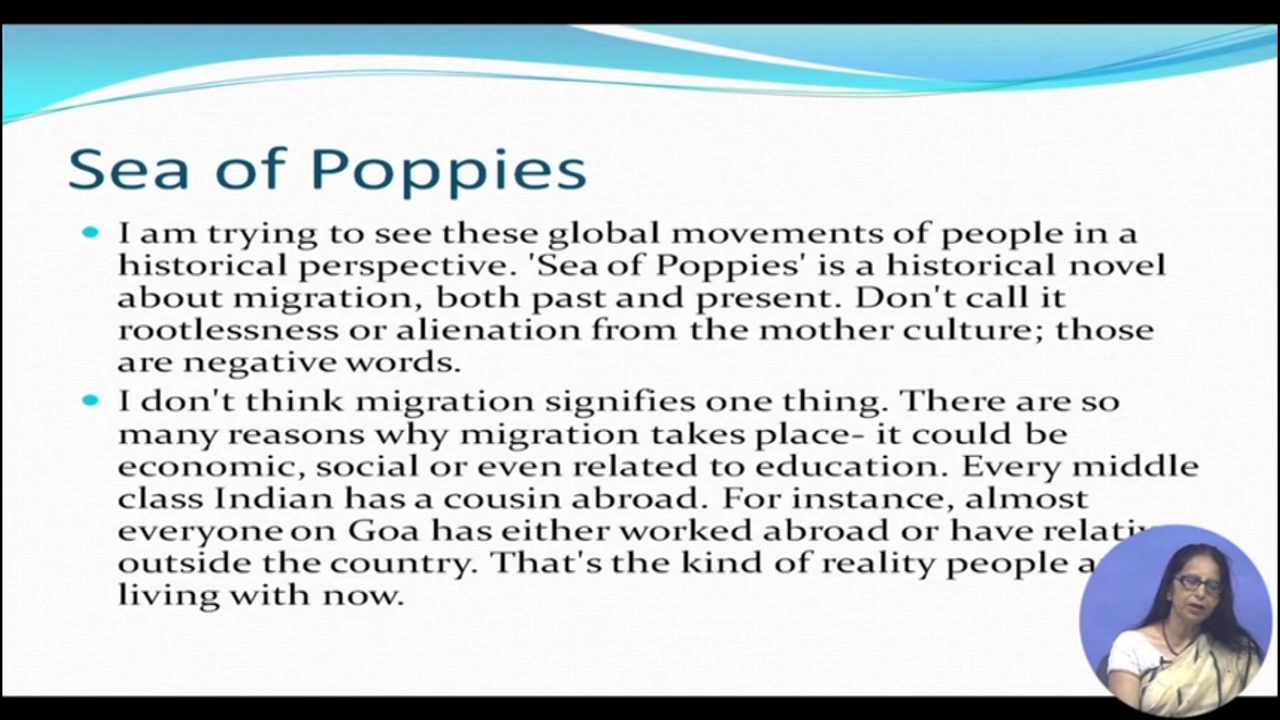 Sea of Poppies
• I am trying to see these global movements of people in a
historical perspective. 'Sea of Poppies' is a historical novel
about migration, both past and present. Don't call it
rootlessness or alienation from the mother culture; those
are negative words.
• I don't think migration signifies one thing. There are so
many reasons why migration takes place- it could be
economic, social or even related to education. Every middle
class Indian has a cousin abroad. For instance, almost
everyone on Goa has either worked abroad or have
outside the country. That's the kind of reality people
living with now.